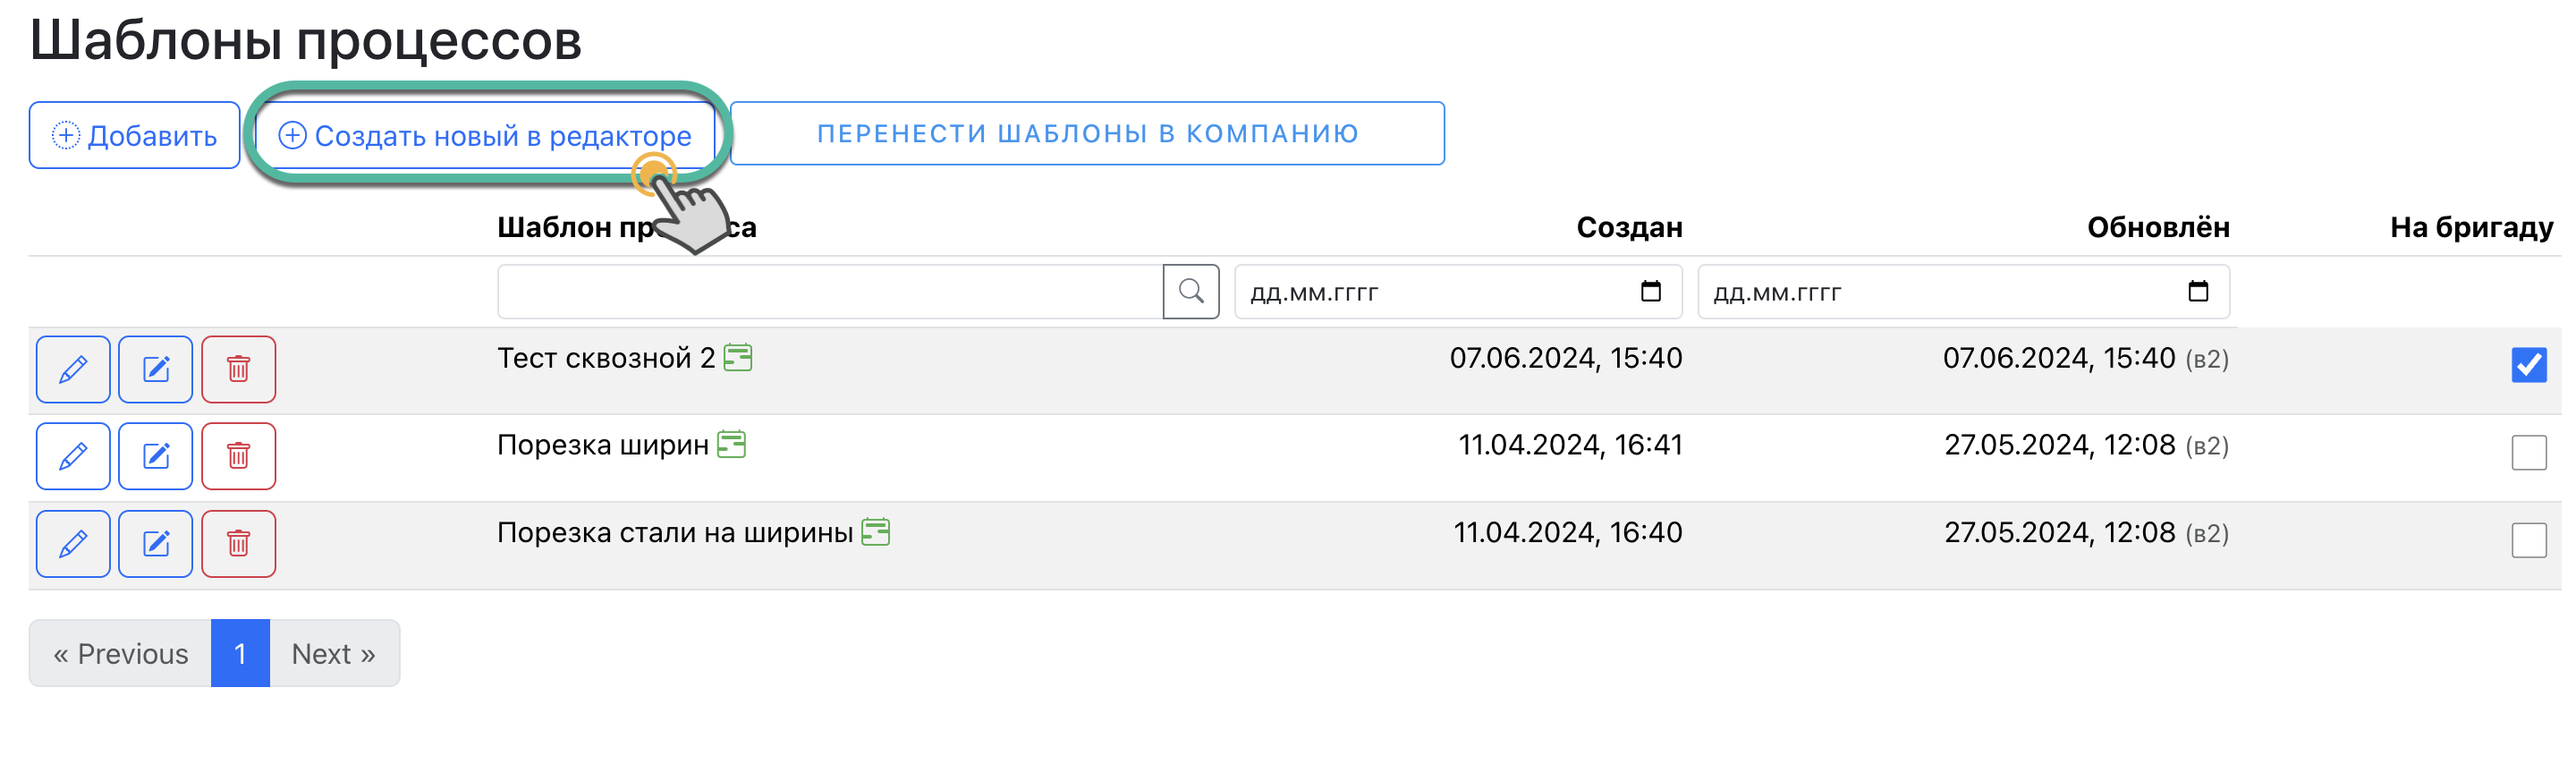 Шаблоны процессов
Добавить Создать новый в редакторе ПЕРЕНЕСТИ ШАБЛОНЫ В КОМПАНИЮ
Шаблон Создан Обновлён На бригаду
дд.мм.гггг дд.мм.гггг
Тест сквозной 2 07.06.2024, 15:40 07.06.2024, 15:40 (в2)
Порезка ширин 11.04.2024, 16:41 27.05.2024, 12:08 (в2)
Порезка стали на ширины 11.04.2024, 16:40 27.05.2024, 12:08 (в2)
« Previous 1 Next »